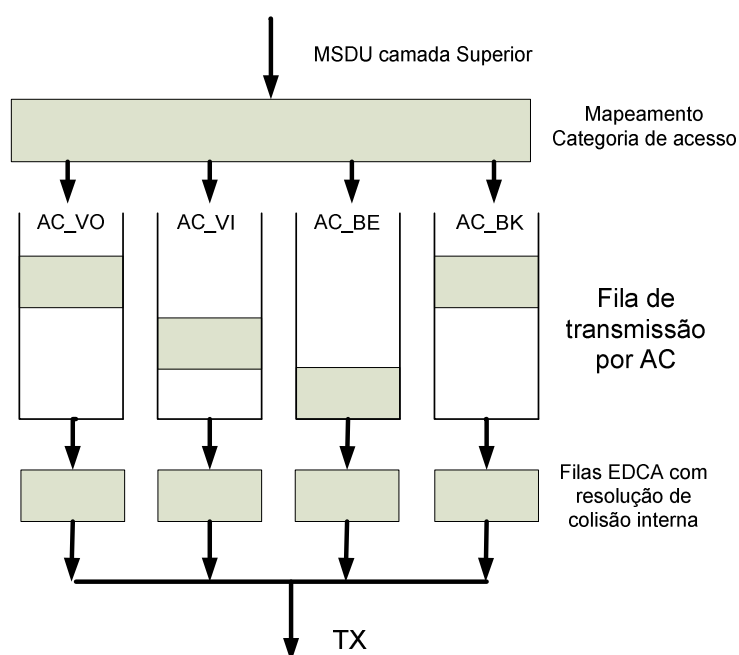 MSDU camada Superior
Mapeamento
Categoria de acesso
AC_VO
AC_VI
AC_BE
AC_BK
Fila de
transmissão
por AC
Filas EDCA com
resolução de
colisão interna
TX